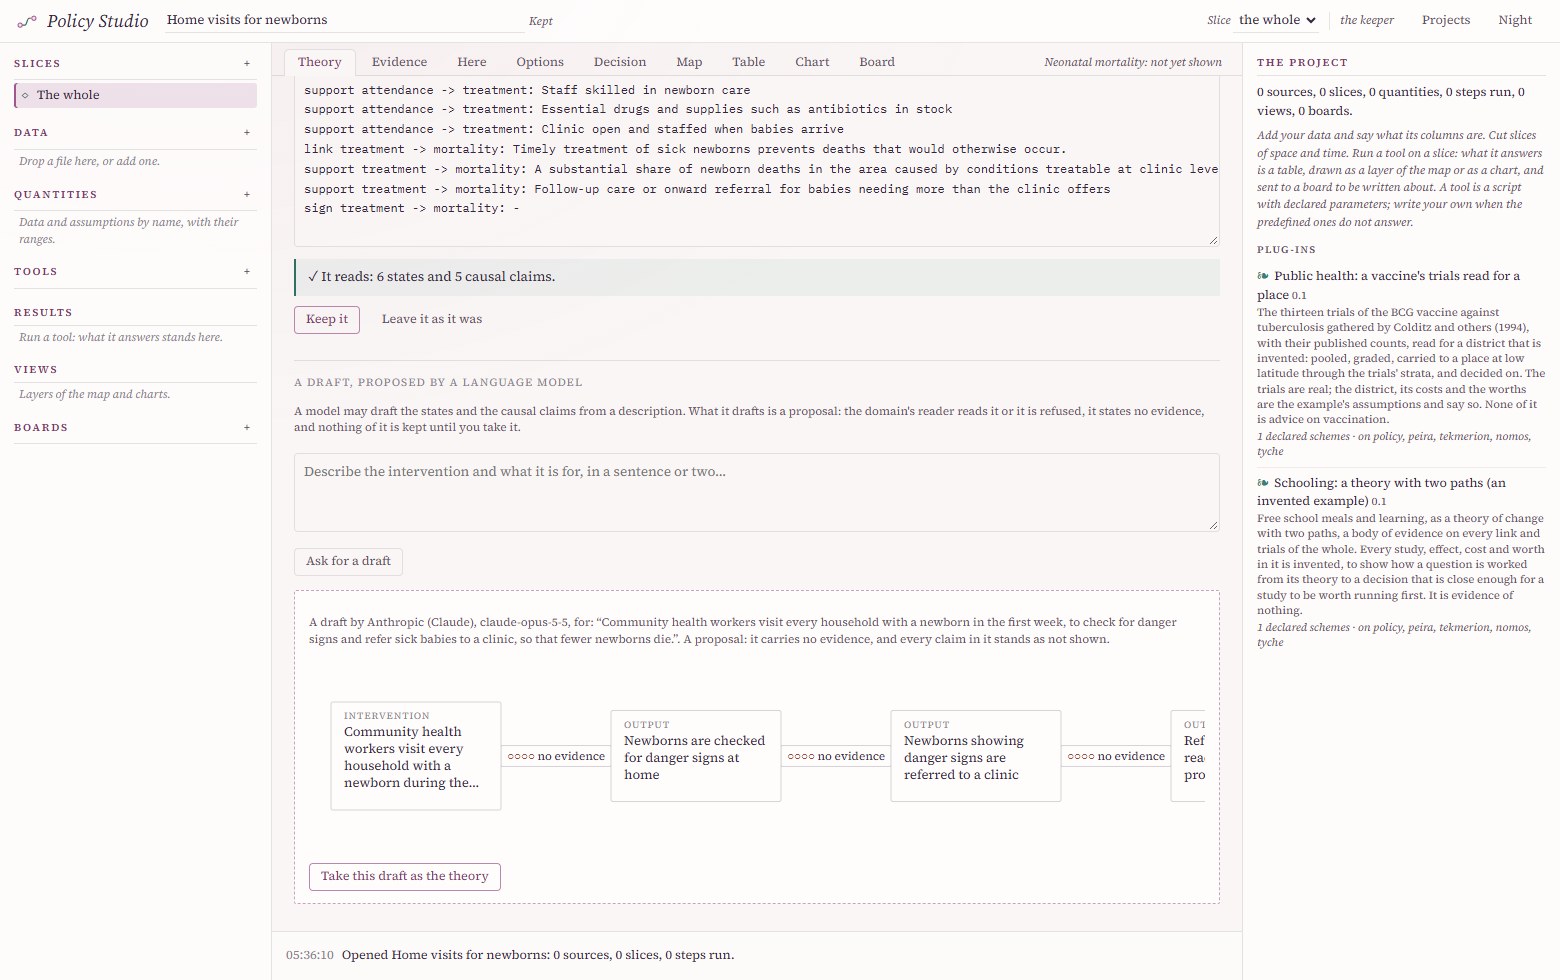 Policy Studio
Home visits for newborns
Kept
Slice the whole
the keeper
Projects
Night
SLICES +
The whole
DATA +
Drop a file here, or add one.
QUANTITIES +
Data and assumptions by name, with their
ranges.
TOOLS +
RESULTS
Run a tool: what it answers stands here.
VIEWS
Layers of the map and charts.
BOARDS +
Theory Evidence Here Options Decision Map Table Chart Board
Neonatal mortality: not yet shown
support attendance -> treatment: Staff skilled in newborn care
support attendance -> treatment: Essential drugs and supplies such as antibiotics in stock
support attendance -> treatment: Clinic open and staffed when babies arrive
link treatment -> mortality: Timely treatment of sick newborns prevents deaths that would otherwise occur.
support treatment -> mortality: A substantial share of newborn deaths in the area caused by conditions treatable at clinic leve
support treatment -> mortality: Follow-up care or onward referral for babies needing more than the clinic offers
sign treatment -> mortality: -
✓ It reads: 6 states and 5 causal claims.
Keep it
Leave it as it was
A DRAFT, PROPOSED BY A LANGUAGE MODEL
A model may draft the states and the causal claims from a description. What it drafts is a proposal: the domain's reader reads it or it is refused, it states no evidence,
and nothing of it is kept until you take it.
Describe the intervention and what it is for, in a sentence or two...
Ask for a draft
A draft by Anthropic (Claude), claude-opus-5-5, for: “Community health workers visit every household with a newborn in the first week, to check for danger
signs and refer sick babies to a clinic, so that fewer newborns die.”. A proposal: it carries no evidence, and every claim in it stands as not shown.
INTERVENTION
Community health
workers visit every
household with a
newborn during the...
○○○○ no evidence
OUTPUT
Newborns are checked
for danger signs at
home
○○○○ no evidence
OUTPUT
Newborns showing
danger signs are
referred to a clinic
○○○○ no evidence
OUT
Ref
rea
pro
Take this draft as the theory
05:36:10 Opened Home visits for newborns: 0 sources, 0 slices, 0 steps run.
THE PROJECT
0 sources, 0 slices, 0 quantities, 0 steps run, 0
views, 0 boards.
Add your data and say what its columns are. Cut slices
of space and time. Run a tool on a slice: what it answers
is a table, drawn as a layer of the map or as a chart, and
sent to a board to be written about. A tool is a script
with declared parameters; write your own when the
predefined ones do not answer.
PLUG-INS
Public health: a vaccine's trials read for a
place 0.1
The thirteen trials of the BCG vaccine against
tuberculosis gathered by Colditz and others (1994),
with their published counts, read for a district that is
invented: pooled, graded, carried to a place at low
latitude through the trials' strata, and decided on. The
trials are real; the district, its costs and the worths
are the example's assumptions and say so. None of it
is advice on vaccination.
1 declared schemes · on policy, peira, tekmerion, nomos,
tyche
Schooling: a theory with two paths (an
invented example) 0.1
Free school meals and learning, as a theory of change
with two paths, a body of evidence on every link and
trials of the whole. Every study, effect, cost and worth
in it is invented, to show how a question is worked
from its theory to a decision that is close enough for a
study to be worth running first. It is evidence of
nothing.
1 declared schemes · on policy, peira, tekmerion, nomos,
tyche